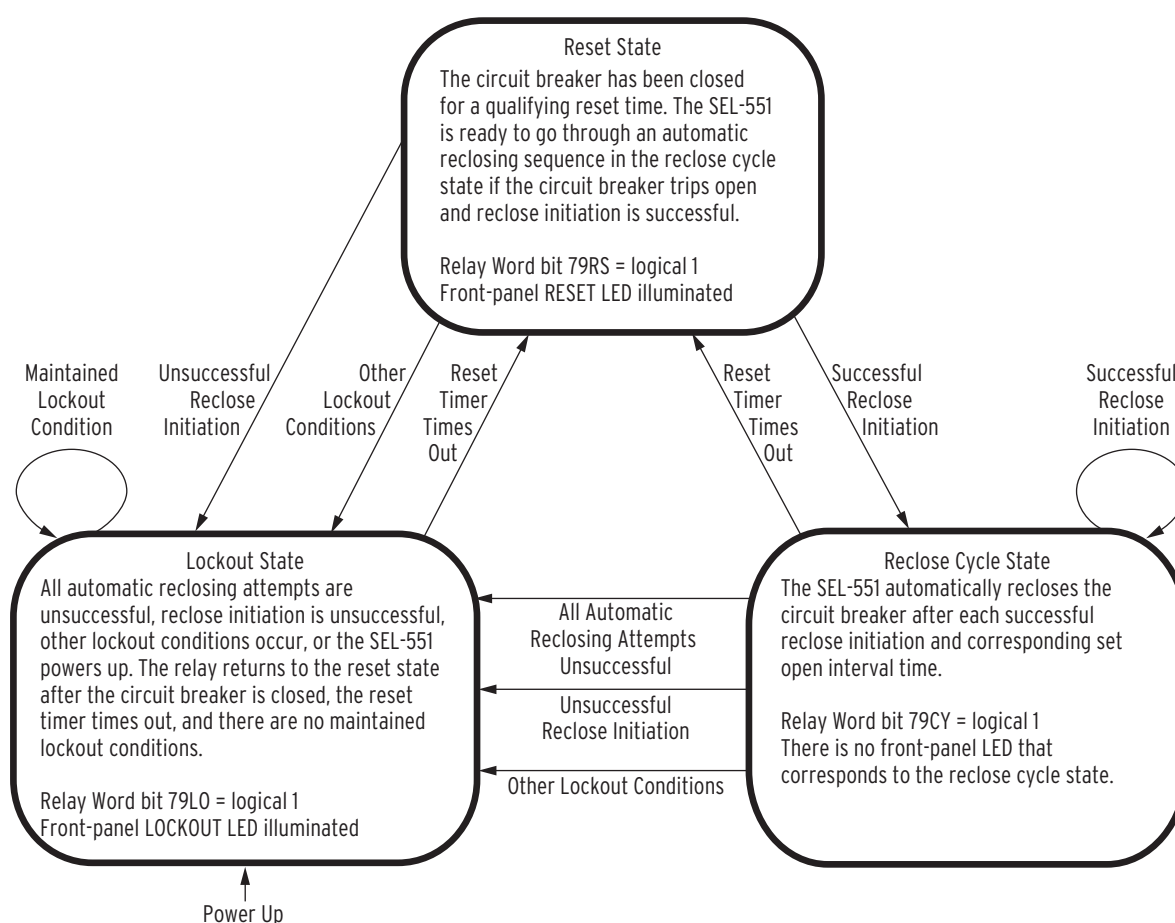 Reset State
The circuit breaker has been closed
for a qualifying reset time. The SEL-551
is ready to go through an automatic
reclosing sequence in the reclose cycle
state if the circuit breaker trips open
and reclose initiation is successful.
Relay Word bit 79RS = logical 1
Front-panel RESET LED illuminated
Maintained
Lockout
Condition
Unsuccessful
Reclose
Initiation
Other
Lockout
Conditions
Reset
Timer
Times
Out
Reset
Timer
Times
Out
Successful
Reclose
Initiation
Successful
Reclose
Initiation
Lockout State
All automatic reclosing attempts are
unsuccessful, reclose initiation is unsuccessful,
other lockout conditions occur, or the SEL-551
powers up. The relay returns to the reset state
after the circuit breaker is closed, the reset
timer times out, and there are no maintained
lockout conditions.
Relay Word bit 79LO = logical 1
Front-panel LOCKOUT LED illuminated
All Automatic
Reclosing Attempts
Unsuccessful
Unsuccessful
Reclose Initiation
Other Lockout Conditions
Reclose Cycle State
The SEL-551 automatically recloses the
circuit breaker after each successful
reclose initiation and corresponding set
open interval time.
Relay Word bit 79CY = logical 1
There is no front-panel LED that
corresponds to the reclose cycle state.
Power Up